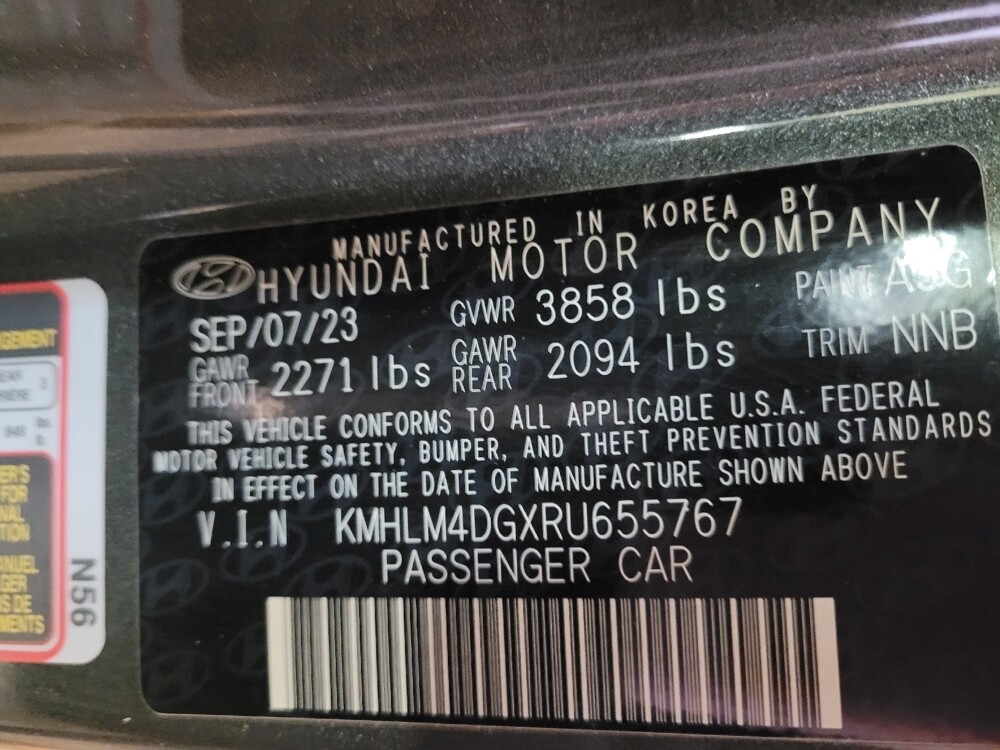 MANUFACTURED IN KOREA BY
HYUNDAI MOTOR COMPANY
SEP/07/23 GVWR 3858 lbs PAINT
GAWR FRONT 2271 lbs GAWR REAR 2094 lbs TRIM NNB
THIS VEHICLE CONFORMS TO ALL APPLICABLE U.S.A. FEDERAL
MOTOR VEHICLE SAFETY, BUMPER, AND THEFT PREVENTION STANDARDS
IN EFFECT ON THE DATE OF MANUFACTURE SHOWN ABOVE
V.I.N KMHLM4DGXRU655767
PASSENGER CAR
N56